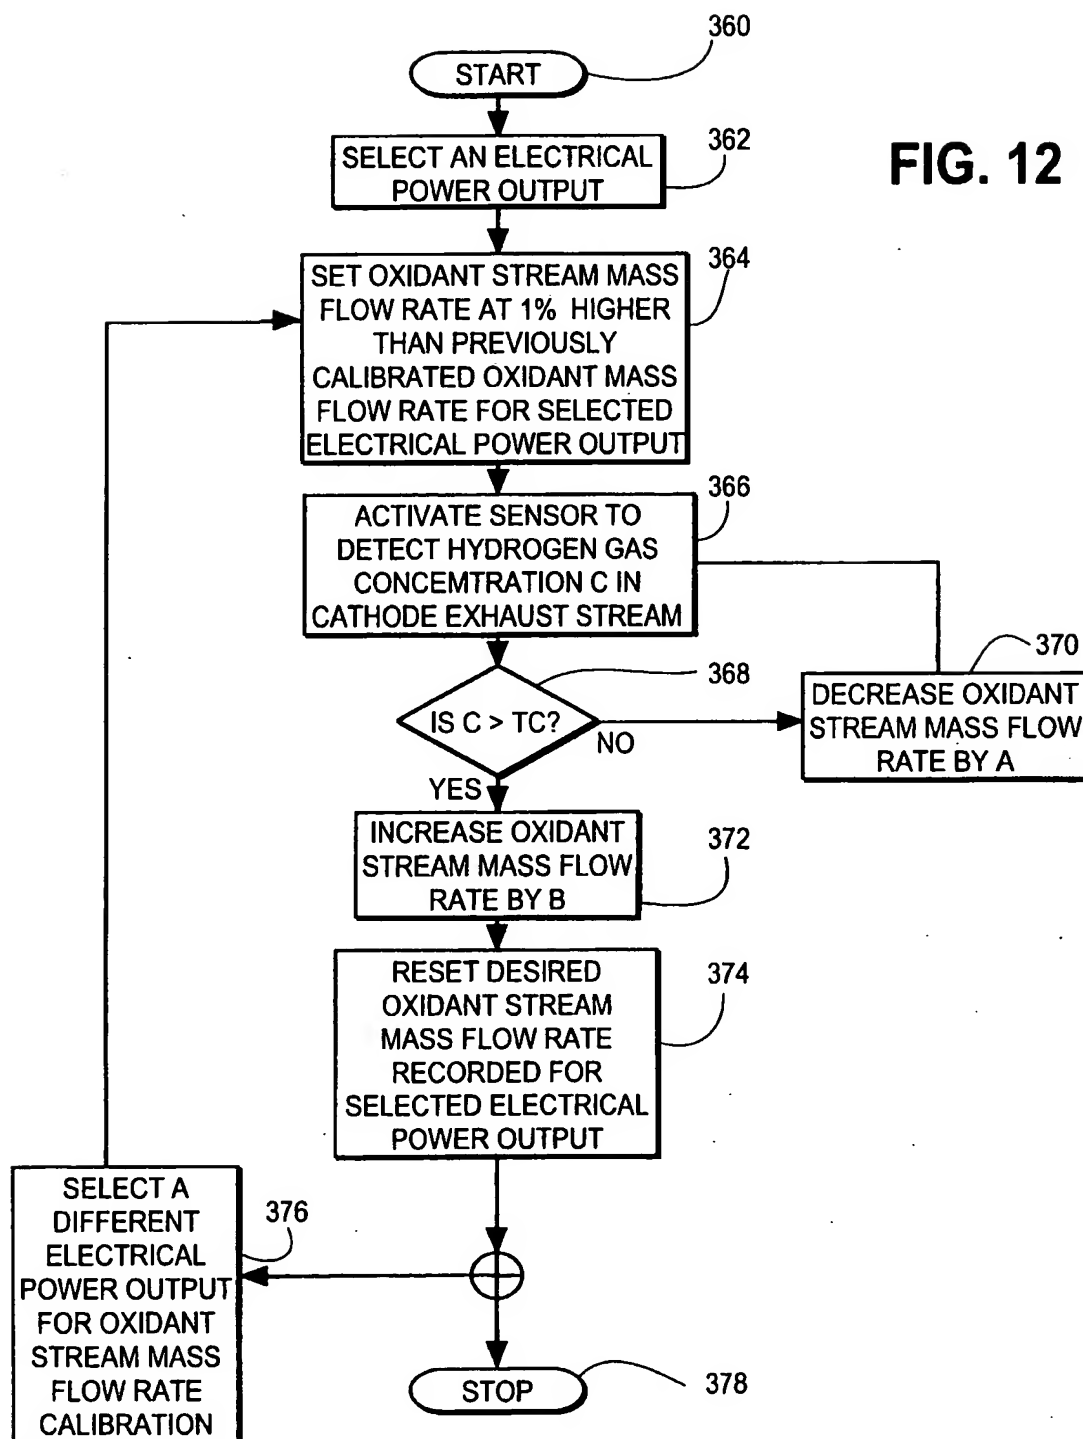 360
START
362
SELECT AN ELECTRICAL
POWER OUTPUT
FIG. 12
364
SET OXIDANT STREAM MASS
FLOW RATE AT 1% HIGHER
THAN PREVIOUSLY
CALIBRATED OXIDANT MASS
FLOW RATE FOR SELECTED
ELECTRICAL POWER OUTPUT
366
ACTIVATE SENSOR TO
DETECT HYDROGEN GAS
CONCEMTRATION C IN
CATHODE EXHAUST STREAM
368
IS C > TC?
NO
YES
370
DECREASE OXIDANT
STREAM MASS FLOW
RATE BY A
INCREASE OXIDANT
STREAM MASS FLOW
RATE BY B
372
RESET DESIRED
OXIDANT STREAM
MASS FLOW RATE
RECORDED FOR
SELECTED ELECTRICAL
POWER OUTPUT
374
SELECT A
DIFFERENT
ELECTRICAL
POWER OUTPUT
FOR OXIDANT
STREAM MASS
FLOW RATE
CALIBRATION
376
STOP
378